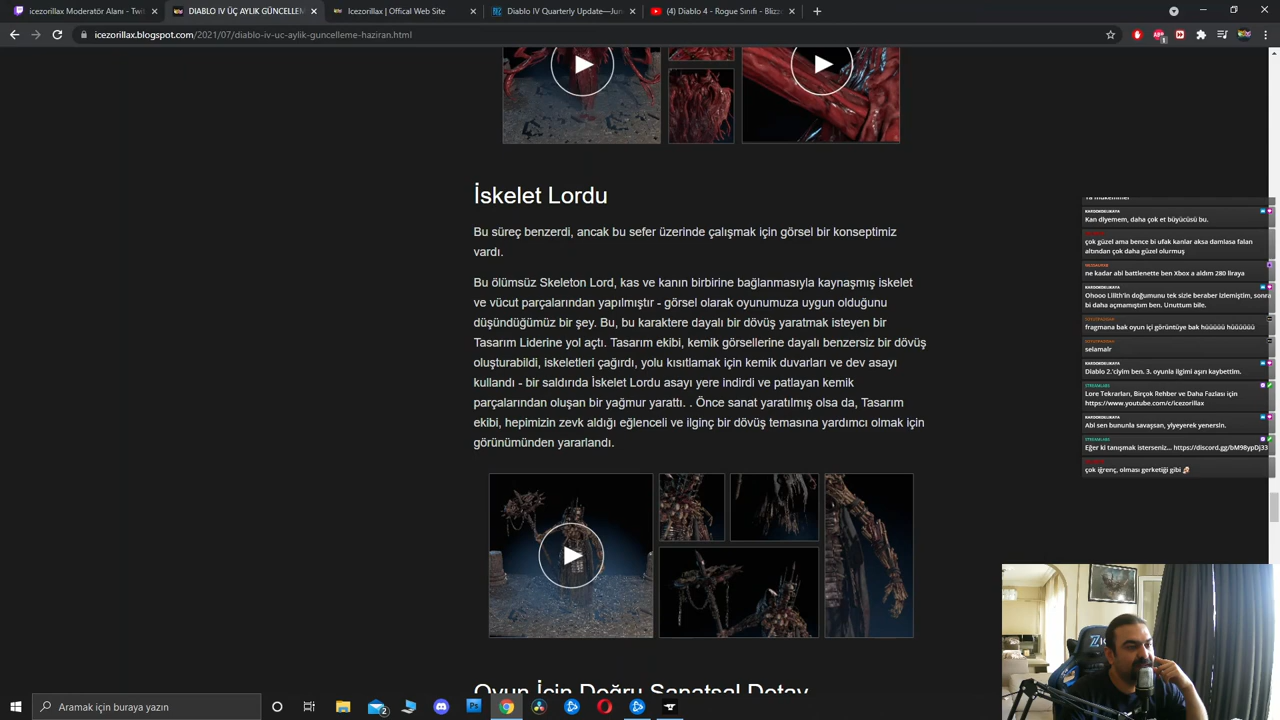 icezorillax Moderatör Alanı - Twi
DIABLO IV ÜÇ AYLIK GÜNCELLEM
Icezorillax | Offical Web Site
Diablo IV Quarterly Update—Jun
(4) Diablo 4 - Rogue Sınıfı - Blizz
icezorillax.blogspot.com/2021/07/diablo-iv-uc-aylik-guncelleme-haziran.html
İskelet Lordu
Bu süreç benzerdi, ancak bu sefer üzerinde çalışmak için görsel bir konseptimiz
vardı.
Bu ölümsüz Skeleton Lord, kas ve kanın birbirine bağlanmasıyla kaynaşmış iskelet
ve vücut parçalarından yapılmıştır - görsel olarak oyunumuza uygun olduğunu
düşündüğümüz bir şey. Bu, bu karaktere dayalı bir dövüş yaratmak isteyen bir
Tasarım Liderine yol açtı. Tasarım ekibi, kemik görsellerine dayalı benzersiz bir dövüş
oluşturabildi, iskeletleri çağırdı, yolu kısıtlamak için kemik duvarları ve dev asayı
kullandı - bir saldırıda İskelet Lordu asayı yere indirdi ve patlayan kemik
parçalarından oluşan bir yağmur yarattı. . Önce sanat yaratılmış olsa da, Tasarım
ekibi, hepimizin zevk aldığı eğlenceli ve ilginç bir dövüş temasına yardımcı olmak için
görünümünden yararlandı.
Oyun İçin Doğru Sanatsal Detay
Ya mükemmel
KARDOKDELIKAYA
Kan diyemem, daha çok et büyücüsü bu.
çok güzel ama bence bi ufak kanlar aksa damlasa falan
altından çok daha güzel olurmuş
ne kadar abi battlenette ben Xbox a aldım 280 liraya
Ohooo Lilith'in doğumunu tek sizle beraber izlemiştim, sonra
bi daha açmamıştım ben. Unuttum bile.
fragmana bak oyun içi görüntüye bak hüüüüü hüüüüüü
selamalr
Diablo 2.'ciyim ben. 3. oyunla ilgimi aşırı kaybettim.
STREAMLABS
Lore Tekrarları, Birçok Rehber ve Daha Fazlası için
https://www.youtube.com/c/icezorillax
Abi sen bununla savaşsan, yiyeyerek yenersin.
STREAMLABS
Eğer ki tanışmak isterseniz... https://discord.gg/bM98ypDj33
çok iğrenç, olması gerketiği gibi
Aramak için buraya yazın